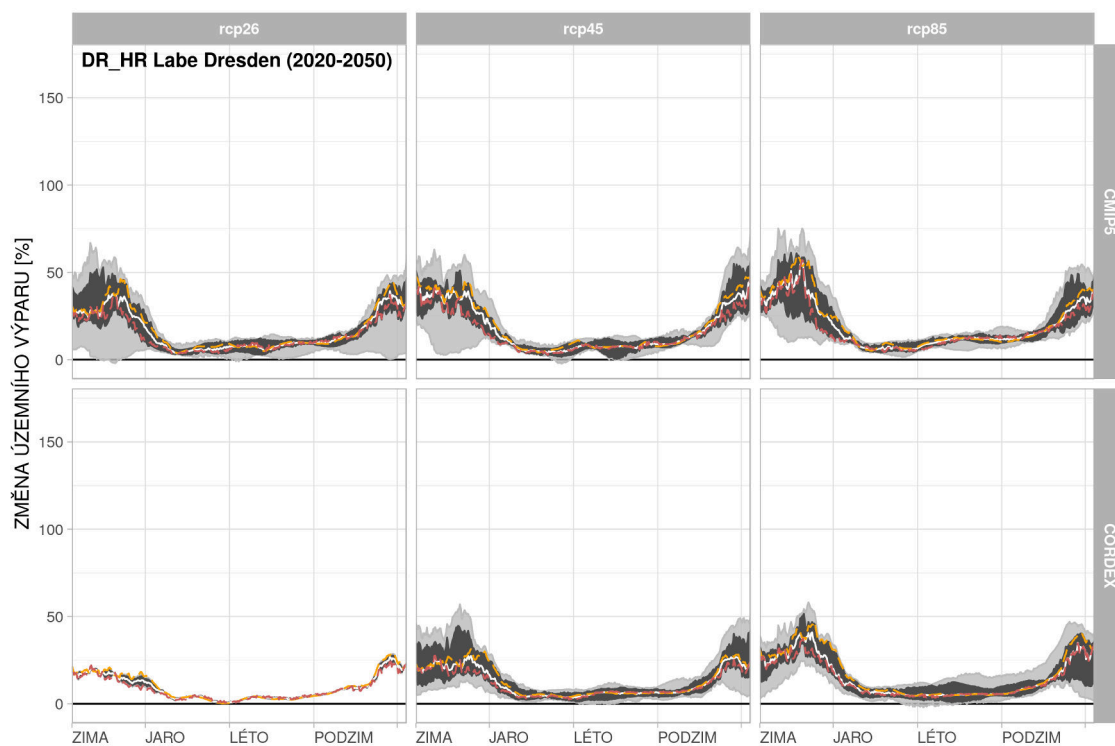 rcp26 rcp45 rcp85
DR_HR Labe Dresden (2020-2050)
150
100
50
0
CMIP5
ZMĚNA ÚZEMNÍHO VÝPARU [%]
150
100
50
0
CORDEX
ZIMA JARO LÉTO PODZIM ZIMA JARO LÉTO PODZIM ZIMA JARO LÉTO PODZIM